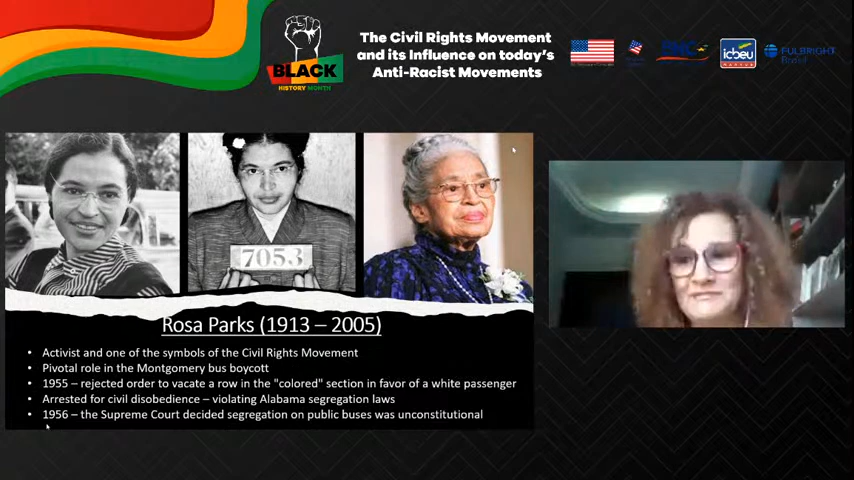 The Civil Rights Movement
and its Influence on today's
Anti-Racist Movements
BLACK
HISTORY MONTH
icbeu
MANAUS
FULBRIGHT
Brasil
7053
Rosa Parks (1913 – 2005)
• Activist and one of the symbols of the Civil Rights Movement
• Pivotal role in the Montgomery bus boycott
• 1955 – rejected order to vacate a row in the "colored" section in favor of a white passenger
• Arrested for civil disobedience – violating Alabama segregation laws
• 1956 – the Supreme Court decided segregation on public buses was unconstitutional